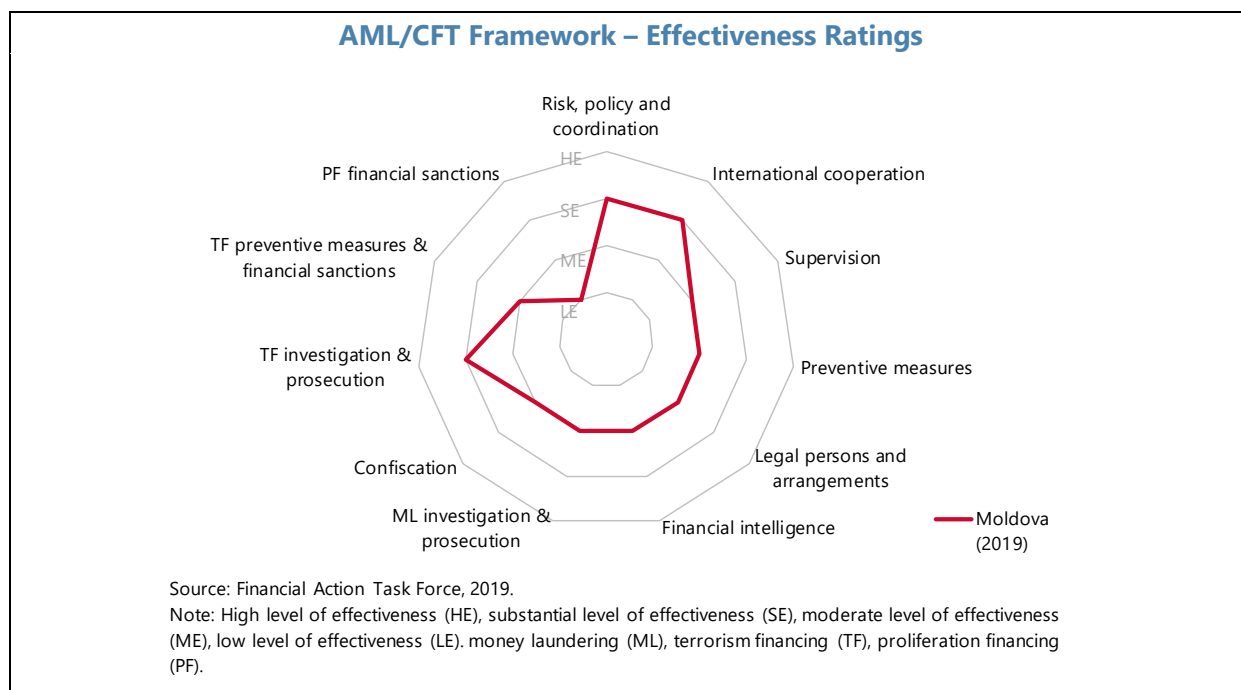 AML/CFT Framework – Effectiveness Ratings
Risk, policy and
coordination
HE
PF financial sanctions
International cooperation
SE
TF preventive measures &
financial sanctions
Supervision
ME
LE
TF investigation &
prosecution
Preventive measures
Confiscation
Legal persons and
arrangements
ML investigation &
prosecution
Financial intelligence
Moldova
(2019)
Source: Financial Action Task Force, 2019.
Note: High level of effectiveness (HE), substantial level of effectiveness (SE), moderate level of effectiveness
(ME), low level of effectiveness (LE). money laundering (ML), terrorism financing (TF), proliferation financing
(PF).